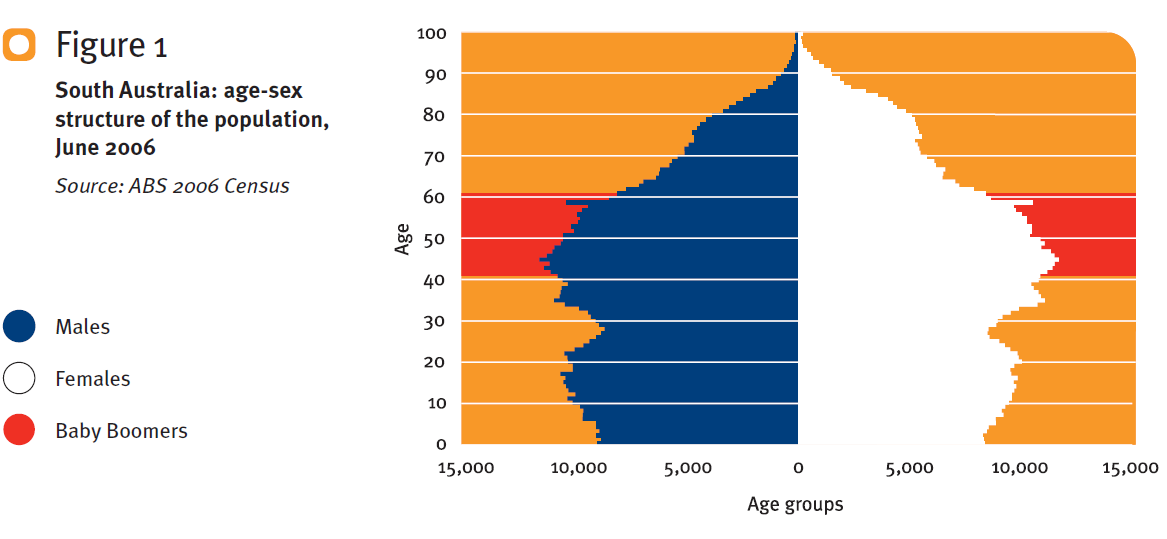 Figure 1
South Australia: age-sex
structure of the population,
June 2006
Source: ABS 2006 Census
Males
Females
Baby Boomers
Age
100
90
80
70
60
50
40
30
20
10
0
15,000 10,000 5,000 0 5,000 10,000 15,000
Age groups